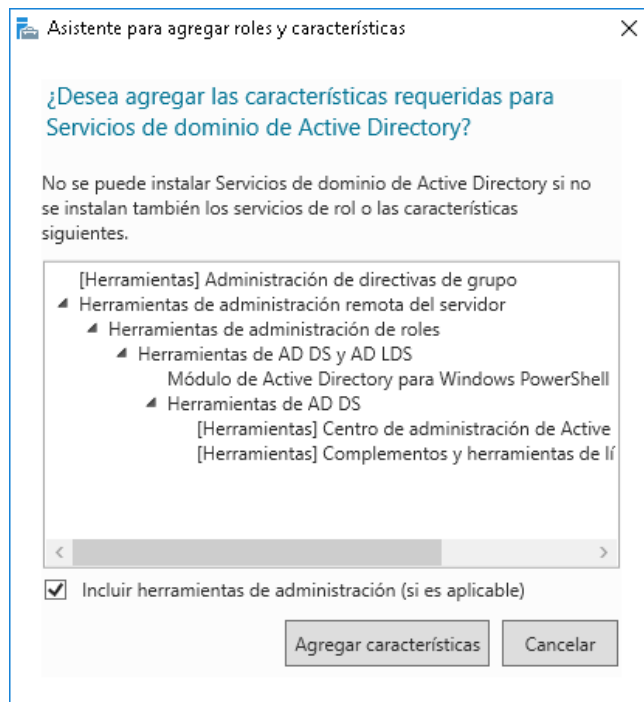 Asistente para agregar roles y características
¿Desea agregar las características requeridas para
Servicios de dominio de Active Directory?
No se puede instalar Servicios de dominio de Active Directory si no
se instalan también los servicios de rol o las características
siguientes.
[Herramientas] Administración de directivas de grupo
Herramientas de administración remota del servidor
Herramientas de administración de roles
Herramientas de AD DS y AD LDS
Módulo de Active Directory para Windows PowerShell
Herramientas de AD DS
[Herramientas] Centro de administración de Active
[Herramientas] Complementos y herramientas de lí
Incluir herramientas de administración (si es aplicable)
Agregar características
Cancelar